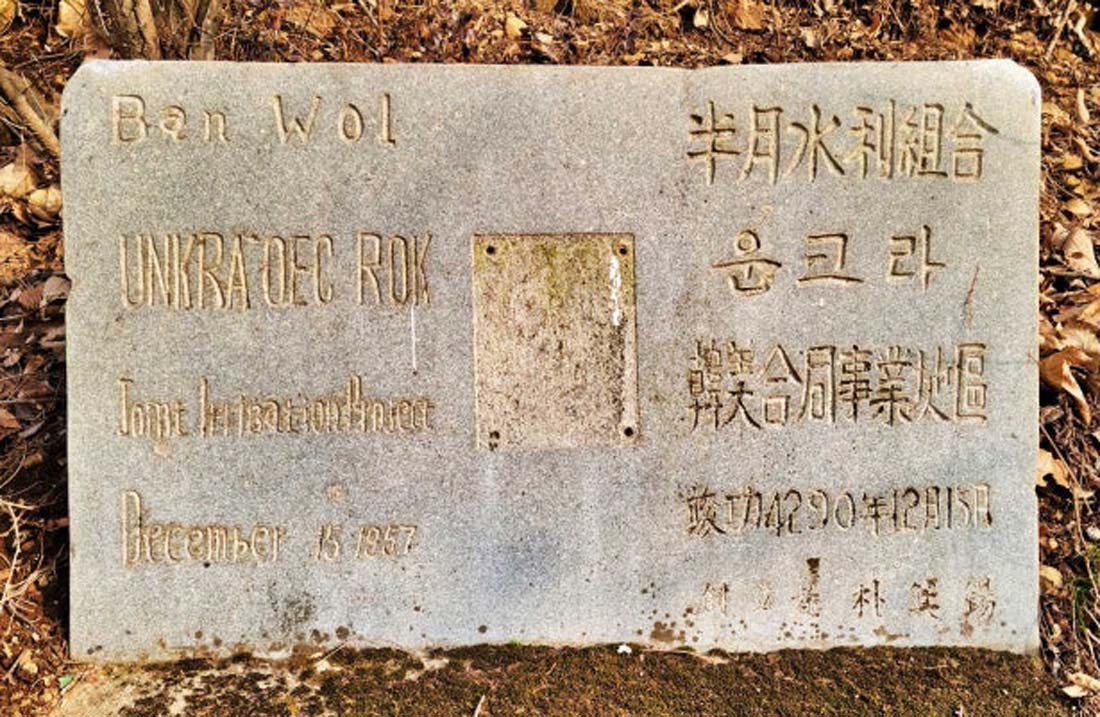 Ban Wol
UNKRA OEC ROK
Joint Irrigation Project
December 15 1957
半月水利組合
운크라
韓美合同事業地區
竣功4290年12月15日
朴